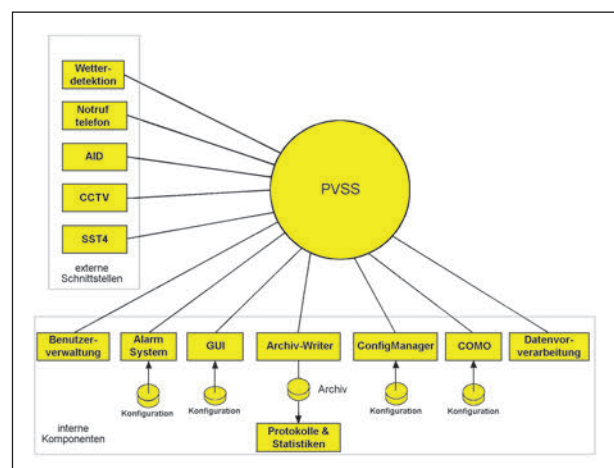 Wetter-
detektion
Notruf
telefon
AID
CCTV
SST4
externe
Schnittstellen
PVSS
Benutzer-
verwaltung
Alarm
System
GUI
Archiv-Writer
ConfigManager
COMO
Datenvor-
verarbeitung
Konfiguration
Konfiguration
Archiv
Konfiguration
Konfiguration
interne
Komponenten
Protokolle &
Statistiken